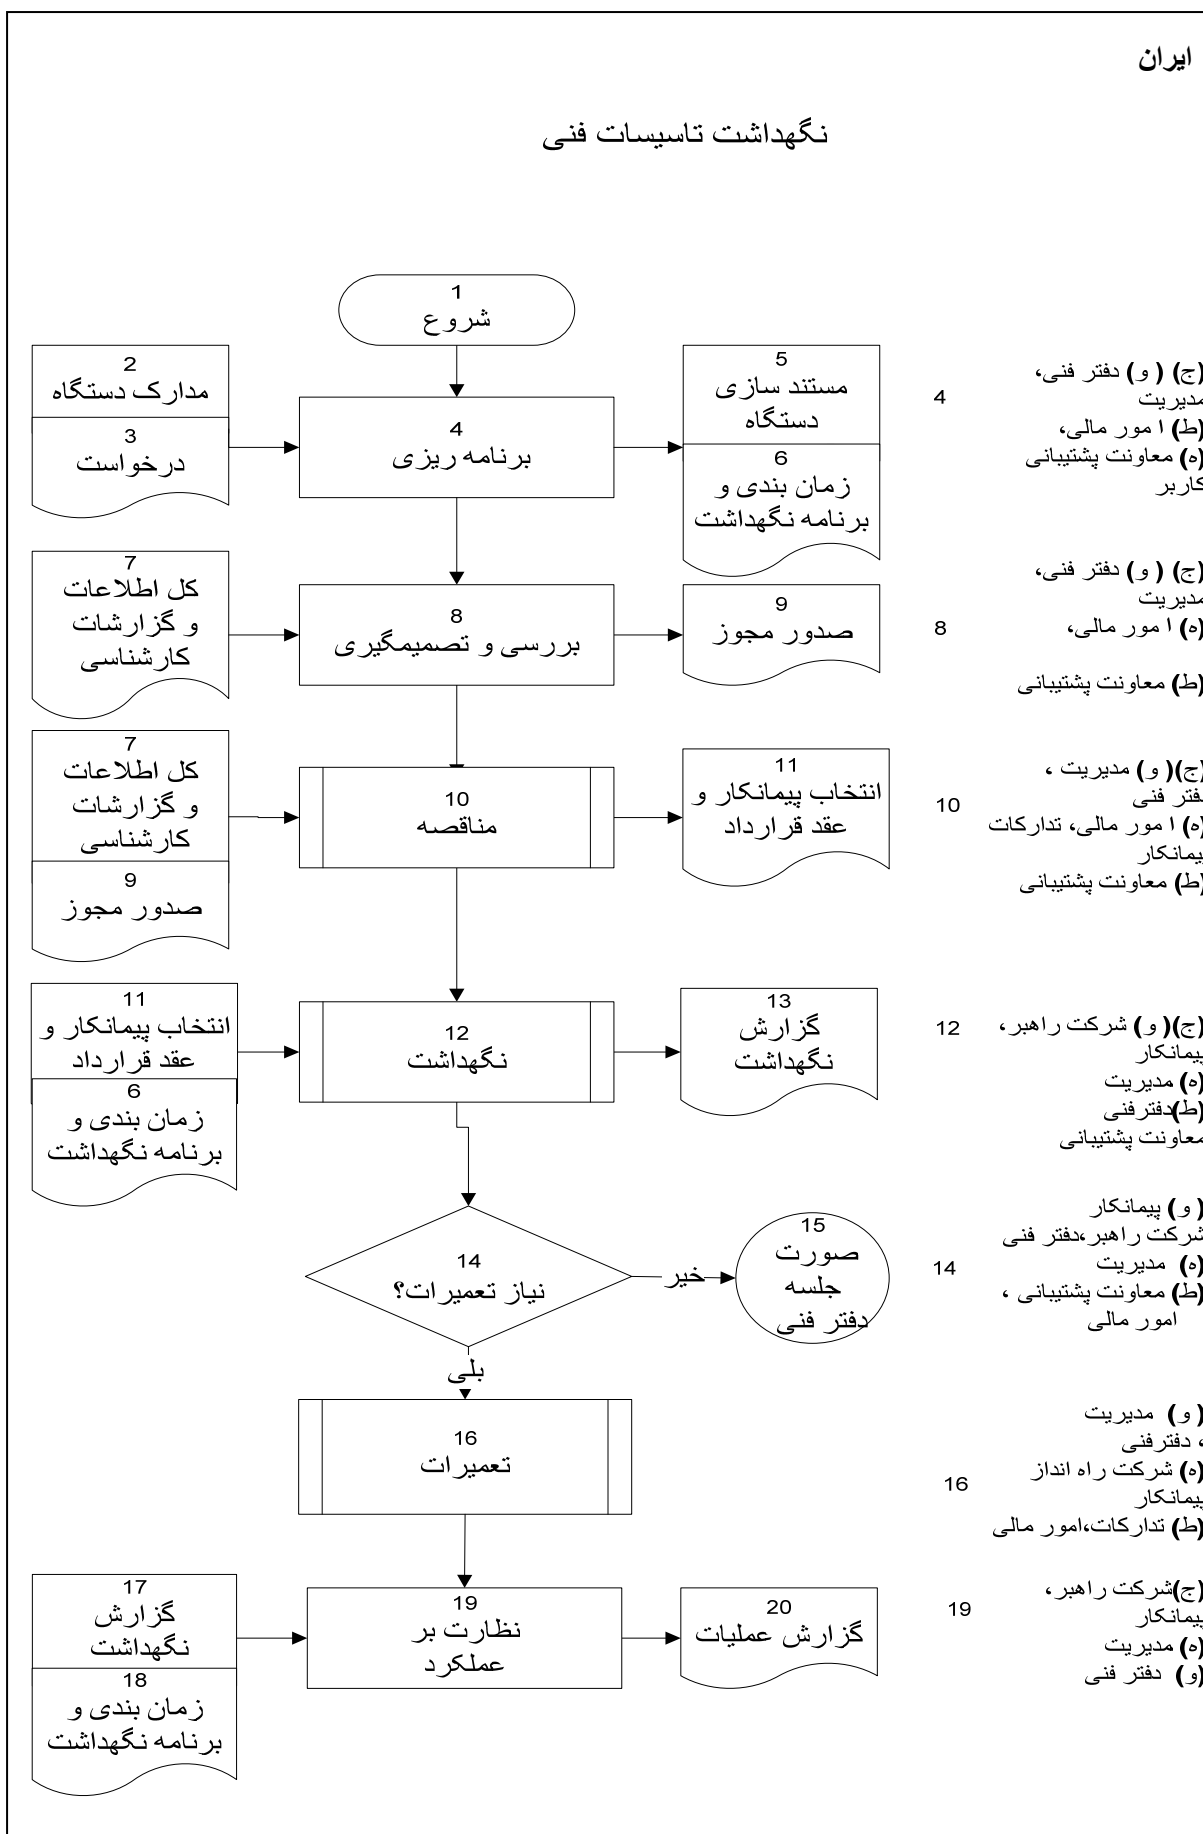 ایران
نگهداشت تاسیسات فنی
1
شروع
2
مدارک دستگاه
3
درخواست
4
برنامه ریزی
5
مستند سازی
دستگاه
6
زمان بندی و
برنامه نگهداشت
4
(ج) ( و) دفتر فنی،
مدیریت
(ط) ا مور مالی،
(ه) معاونت پشتیبانی
کاربر
7
کل اطلاعات
و گزارشات
کارشناسی
8
بررسی و تصمیمگیری
9
صدور مجوز
8
(ج) ( و) دفتر فنی،
مدیریت
(ه) ا مور مالی،
(ط) معاونت پشتیبانی
7
کل اطلاعات
و گزارشات
کارشناسی
9
صدور مجوز
10
مناقصه
11
انتخاب پیمانکار و
عقد قرارداد
10
(ج)( و) مدیریت ،
دفتر فنی
(ه) ا مور مالی، تدارکات
پیمانکار
(ط) معاونت پشتیبانی
11
انتخاب پیمانکار و
عقد قرارداد
6
زمان بندی و
برنامه نگهداشت
12
نگهداشت
13
گزارش
نگهداشت
12
(ج)( و) شرکت راهبر،
پیمانکار
(ه) مدیریت
(ط)دفترفنی
معاونت پشتیبانی
14
نیاز تعمیرات؟
خیر
15
صورت
جلسه
دفتر فنی
14
( و) پیمانکار
شرکت راهبر،دفتر فنی
(ه) مدیریت
(ط) معاونت پشتیبانی ،
امور مالی
بلی
16
تعمیرات
16
( و) مدیریت
، دفترفنی
(ه) شرکت راه انداز
پیمانکار
(ط) تدارکات،امور مالی
17
گزارش
نگهداشت
18
زمان بندی و
برنامه نگهداشت
19
نظارت بر
عملکرد
20
گزارش عملیات
19
(ج)شرکت راهبر،
پیمانکار
(ه) مدیریت
(و) دفتر فنی